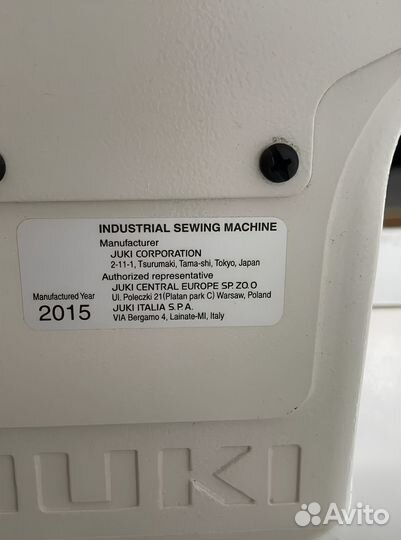 INDUSTRIAL SEWING MACHINE
Manufacturer
JUKI CORPORATION
2-11-1, Tsurumaki, Tama-shi, Tokyo, Japan
Authorized representative
JUKI CENTRAL EUROPE SP.ZO.O
Ul. Poleczki 21(Platan park C) Warsaw, Poland
JUKI ITALIA S.P.A.
VIA Bergamo 4, Lainate-MI, Italy
Manufactured Year
2015
JUKI
Avito